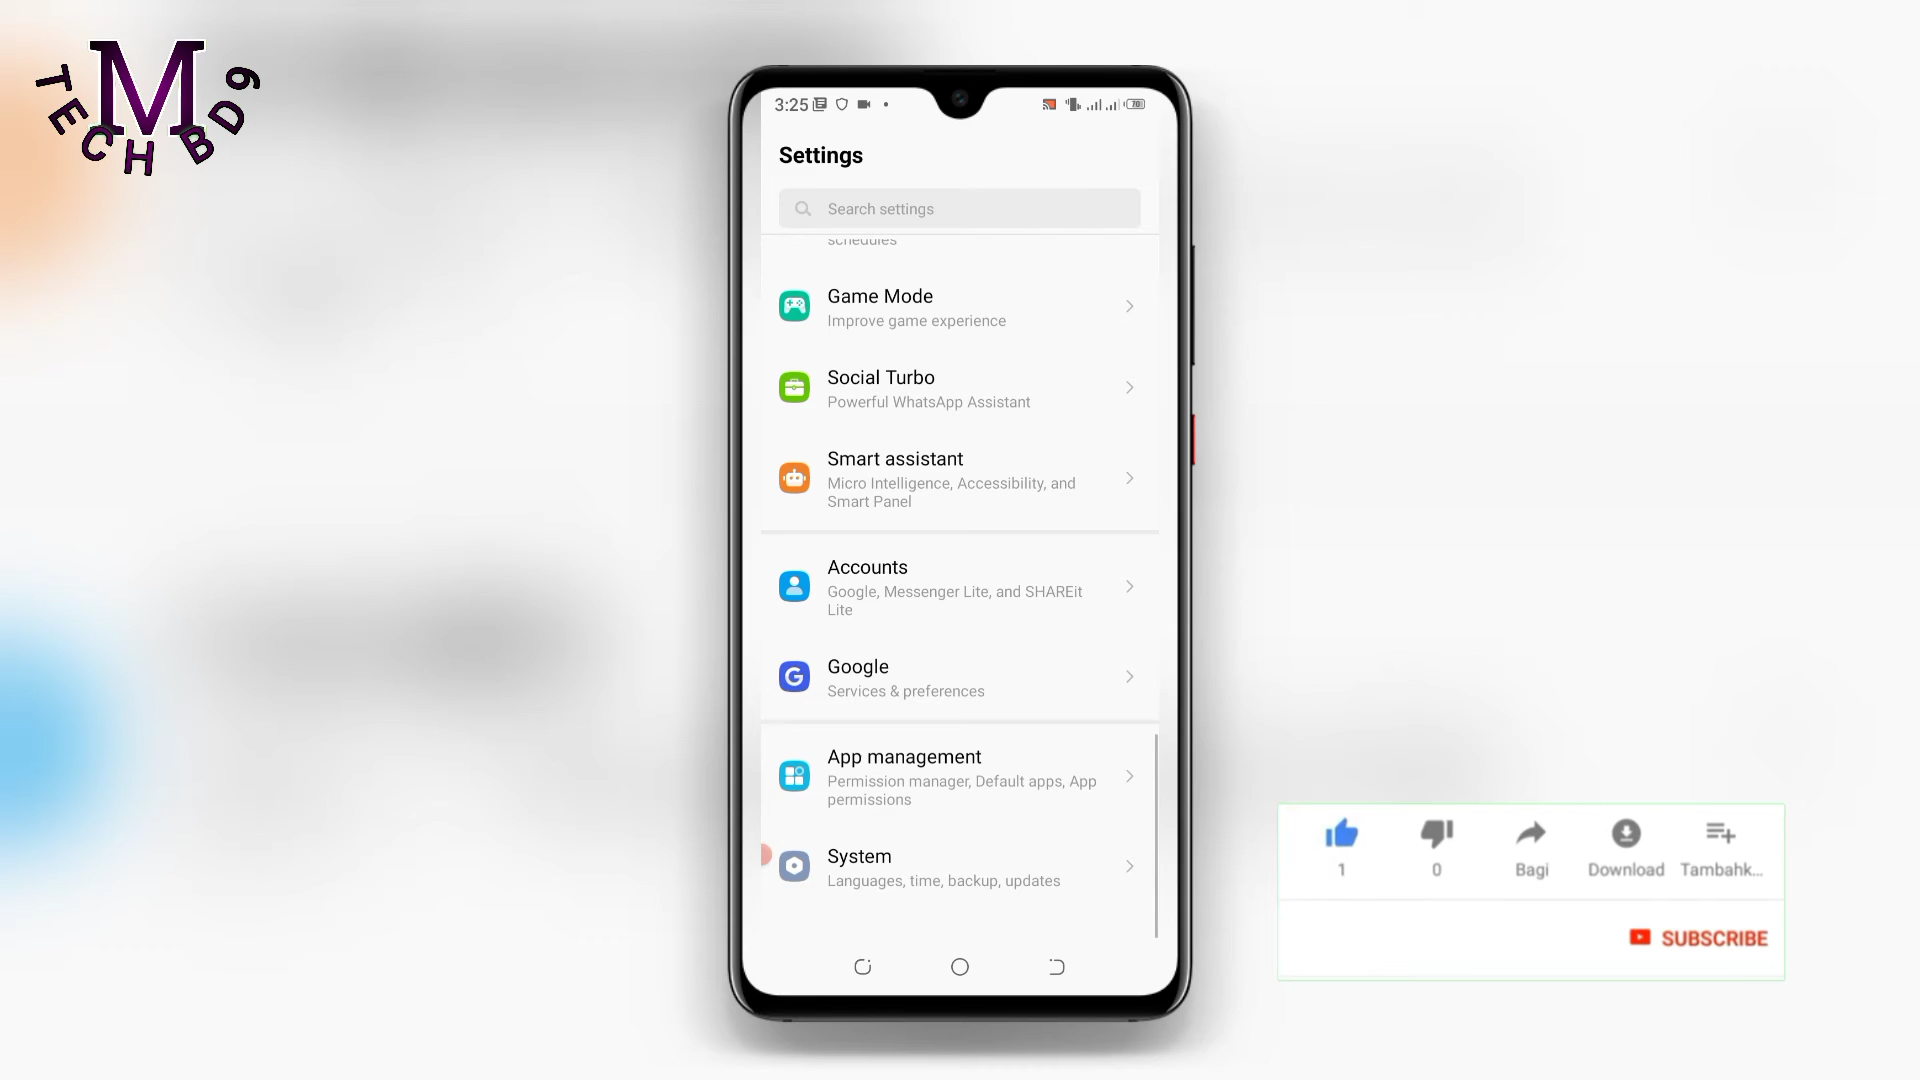 M
TECH BD9
3:25
70
Settings
Search settings
schedules
Game Mode
Improve game experience
Social Turbo
Powerful WhatsApp Assistant
Smart assistant
Micro Intelligence, Accessibility, and
Smart Panel
Accounts
Google, Messenger Lite, and SHAREit
Lite
Google
Services & preferences
App management
Permission manager, Default apps, App
permissions
System
Languages, time, backup, updates
1
0
Bagi
Download
Tambahk...
SUBSCRIBE